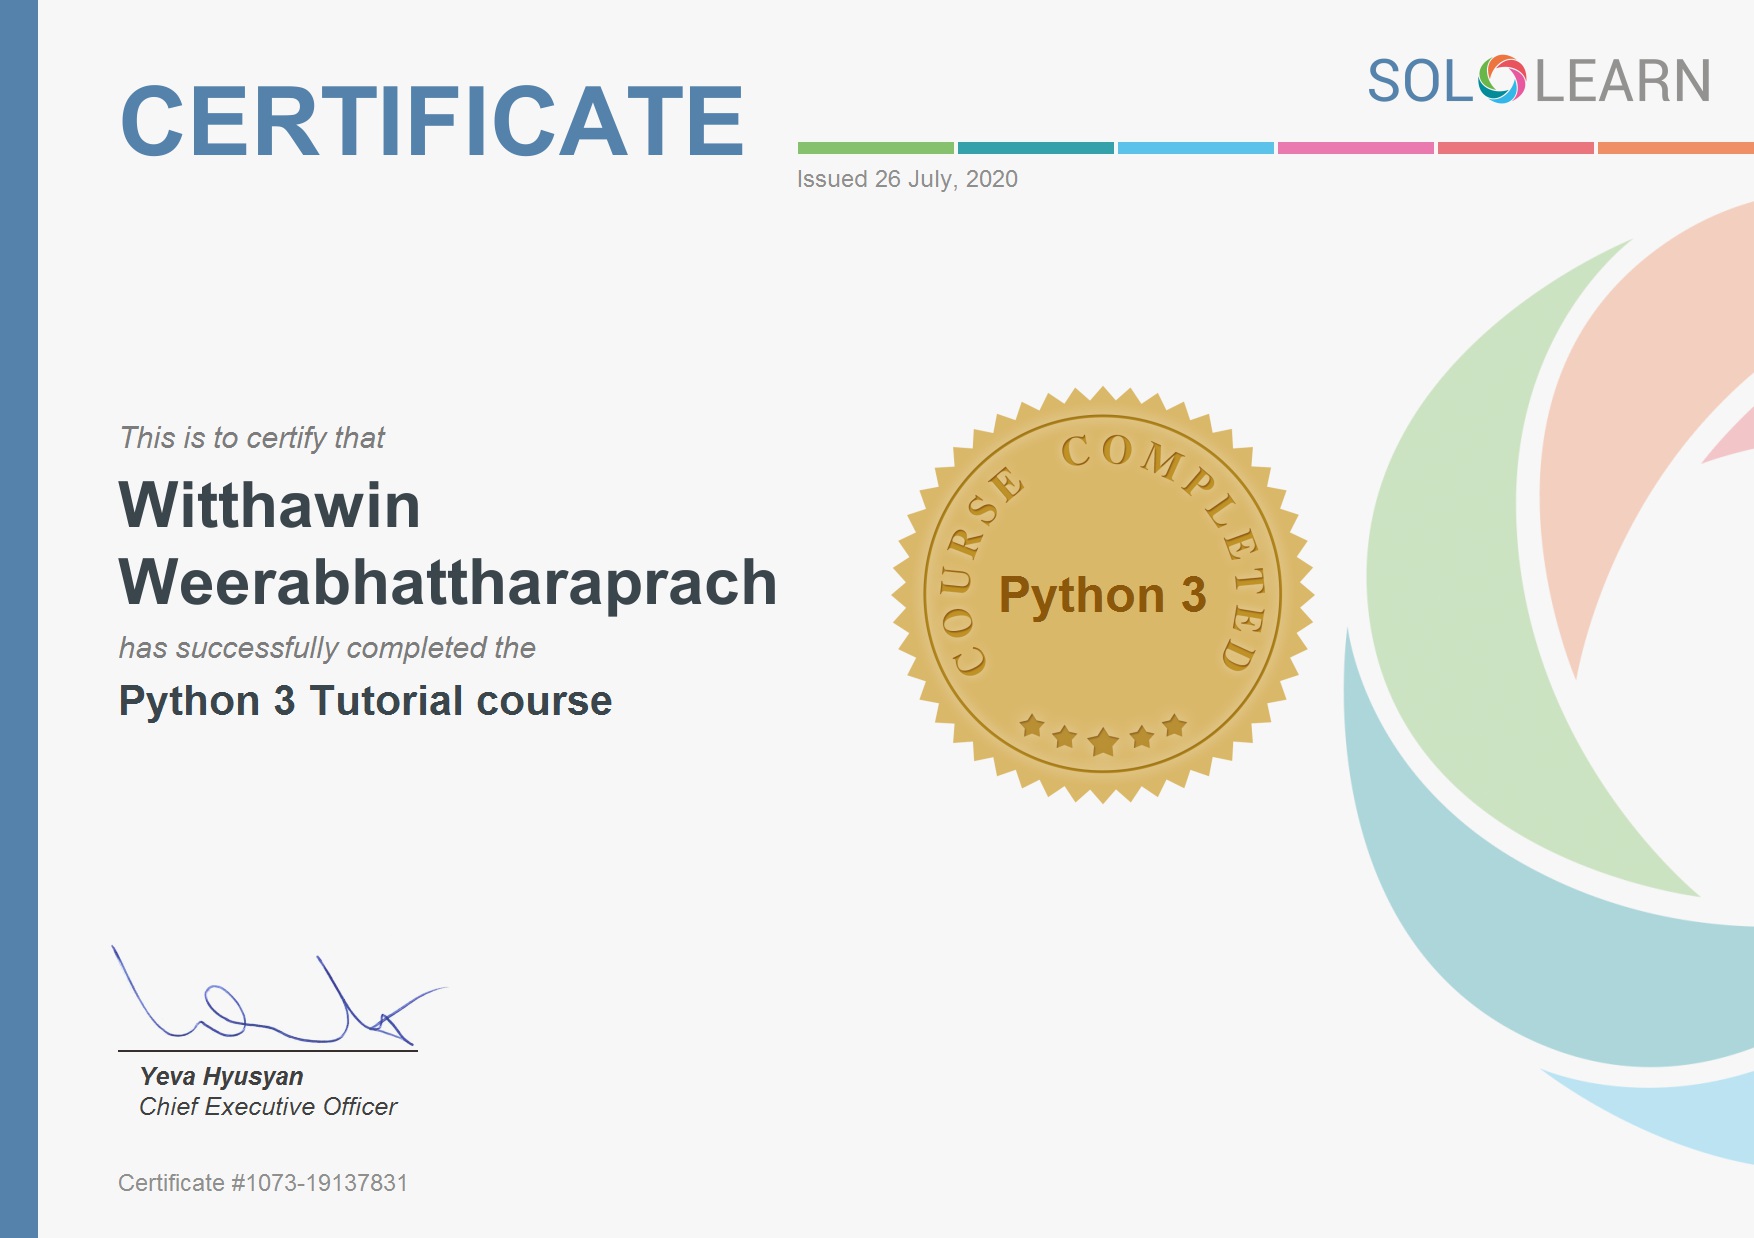 CERTIFICATE
SOLOLEARN
Issued 26 July, 2020
This is to certify that
Witthawin
Weerabhattharaprach
has successfully completed the
Python 3 Tutorial course
COURSE COMPLETED
Python 3
Yeva Hyusyan
Chief Executive Officer
Certificate #1073-19137831